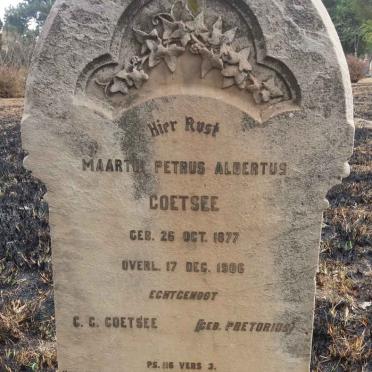 Hier Rust
MAARTIN PETRUS ALBERTUS
COETSEE
GEB. 26 OCT. 1877
OVERL. 17 DEC. 1906
ECHTGENOOT
C. C. COETSEE (GEB. PRETORIUS)
PS. 116 VERS 3.